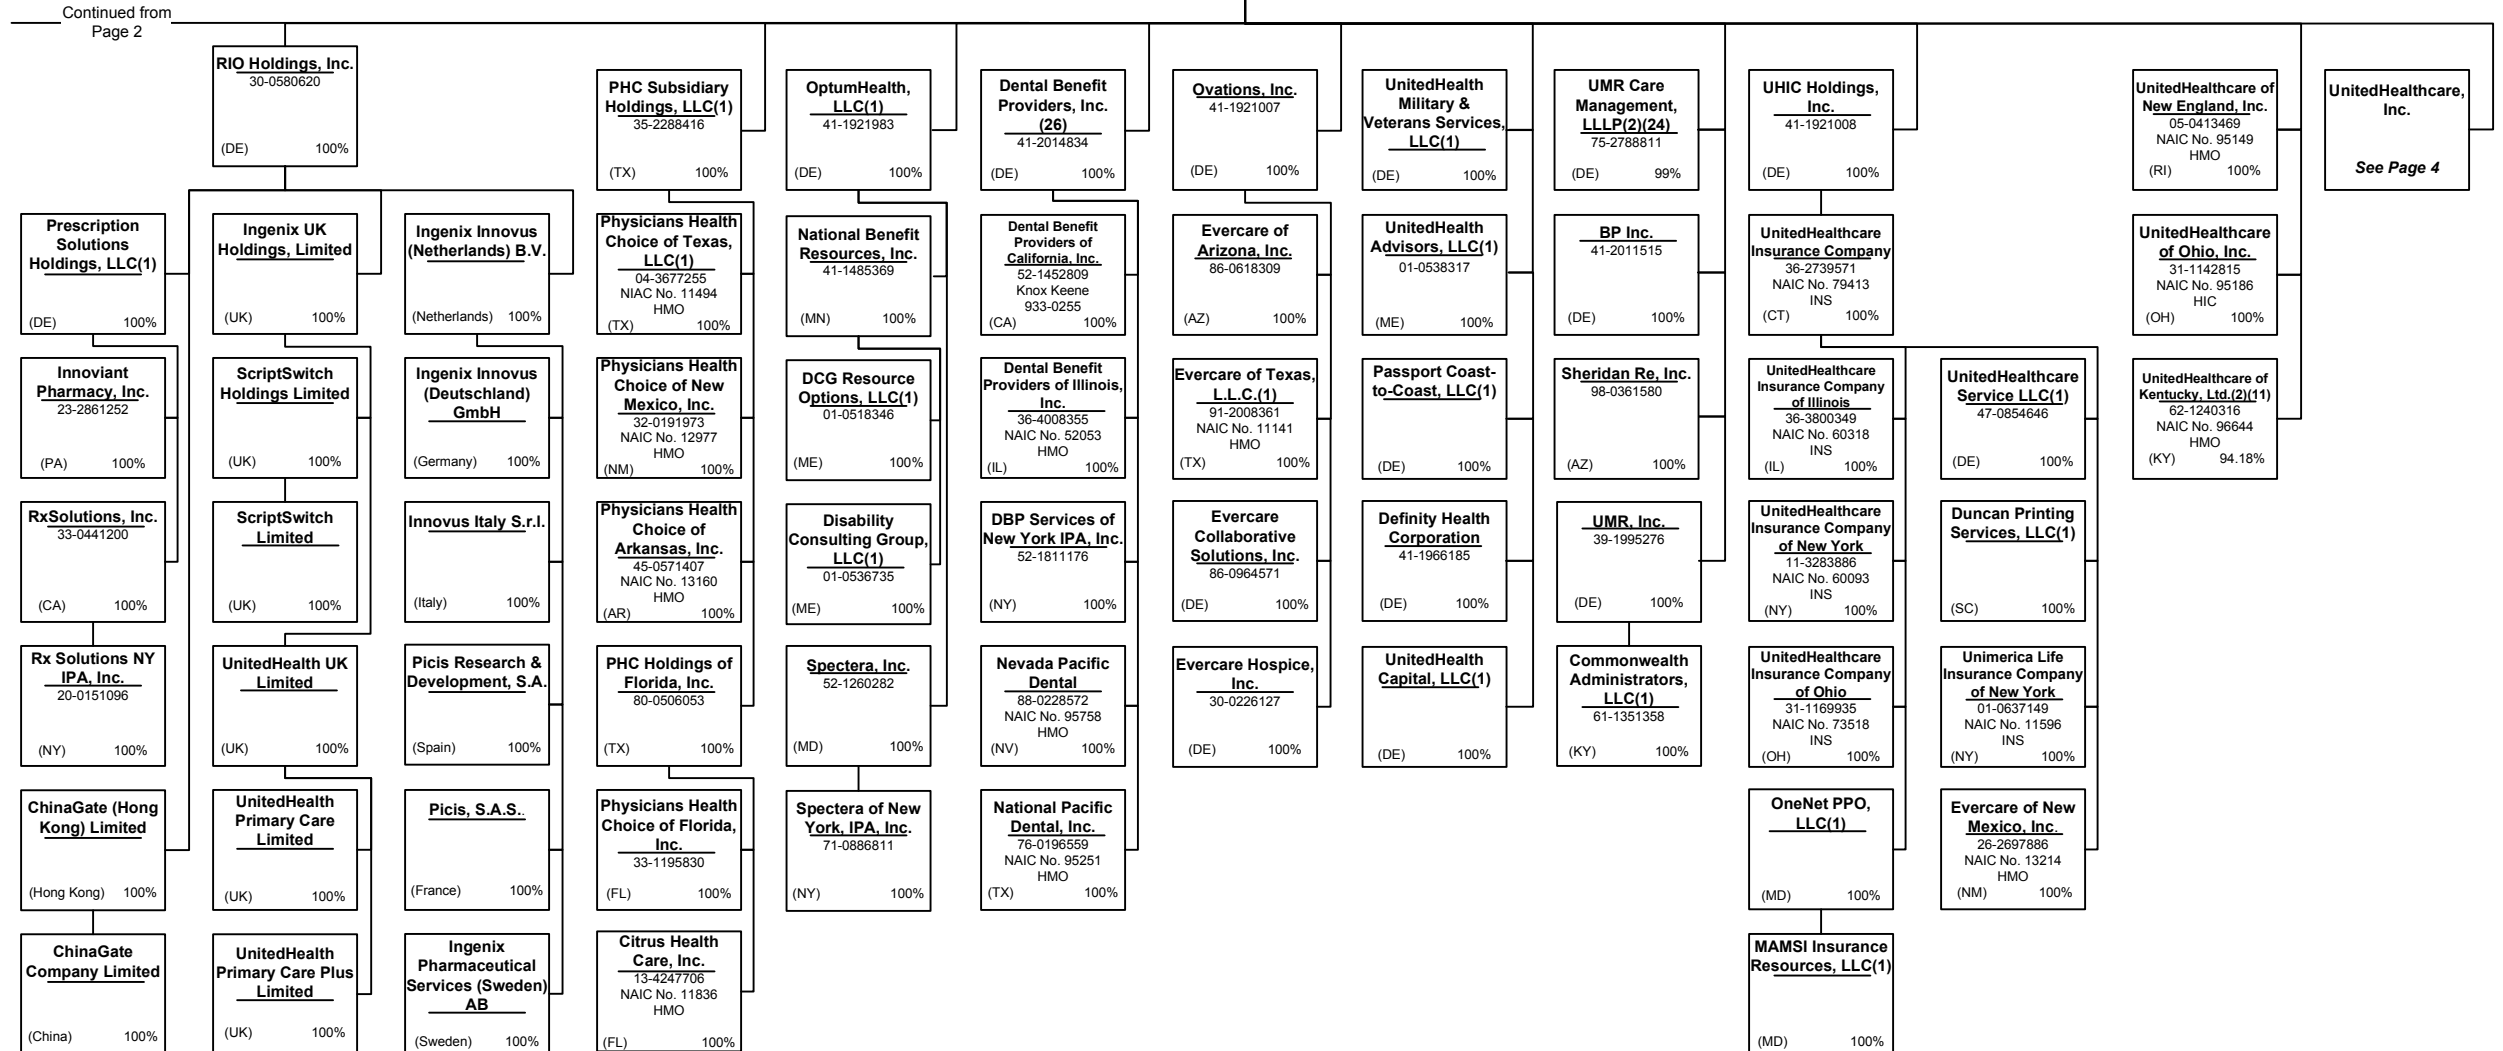 Continued from
Page 2
RIO Holdings, Inc.
30-0580620
(DE) 100%
Prescription
Solutions
Holdings, LLC(1)
(DE) 100%
Innoviant
Pharmacy, Inc.
23-2861252
(PA) 100%
RxSolutions, Inc.
33-0441200
(CA) 100%
Rx Solutions NY
IPA, Inc.
20-0151096
(NY) 100%
ChinaGate (Hong
Kong) Limited
(Hong Kong) 100%
ChinaGate
Company Limited
(China) 100%
Ingenix UK
Holdings, Limited
(UK) 100%
ScriptSwitch
Holdings Limited
(UK) 100%
ScriptSwitch
Limited
(UK) 100%
UnitedHealth UK
Limited
(UK) 100%
UnitedHealth
Primary Care
Limited
(UK) 100%
UnitedHealth
Primary Care Plus
Limited
(UK) 100%
Ingenix Innovus
(Netherlands) B.V.
(Netherlands) 100%
Ingenix Innovus
(Deutschland)
GmbH
(Germany) 100%
Innovus Italy S.r.l.
(Italy) 100%
Picis Research &
Development, S.A.
(Spain) 100%
Picis, S.A.S..
(France) 100%
Ingenix
Pharmaceutical
Services (Sweden)
AB
(Sweden) 100%
PHC Subsidiary
Holdings, LLC(1)
35-2288416
(TX) 100%
Physicians Health
Choice of Texas,
LLC(1)
04-3677255
NIAC No. 11494
HMO
(TX) 100%
Physicians Health
Choice of New
Mexico, Inc.
32-0191973
NAIC No. 12977
HMO
(NM) 100%
Physicians Health
Choice of
Arkansas, Inc.
45-0571407
NAIC No. 13160
HMO
(AR) 100%
PHC Holdings of
Florida, Inc.
80-0506053
(TX) 100%
Physicians Health
Choice of Florida,
Inc.
33-1195830
(FL) 100%
Citrus Health
Care, Inc.
13-4247706
NAIC No. 11836
HMO
(FL) 100%
OptumHealth,
LLC(1)
41-1921983
(DE) 100%
National Benefit
Resources, Inc.
41-1485369
(MN) 100%
DCG Resource
Options, LLC(1)
01-0518346
(ME) 100%
Disability
Consulting Group,
LLC(1)
01-0536735
(ME) 100%
Spectera, Inc.
52-1260282
(MD) 100%
Spectera of New
York, IPA, Inc.
71-0886811
(NY) 100%
Dental Benefit
Providers, Inc.
(26)
41-2014834
(DE) 100%
Dental Benefit
Providers of
California, Inc.
52-1452809
Knox Keene
933-0255
(CA) 100%
Dental Benefit
Providers of Illinois,
Inc.
36-4008355
NAIC No. 52053
HMO
(IL) 100%
DBP Services of
New York IPA, Inc.
52-1811176
(NY) 100%
Nevada Pacific
Dental
88-0228572
NAIC No. 95758
HMO
(NV) 100%
National Pacific
Dental, Inc.
76-0196559
NAIC No. 95251
HMO
(TX) 100%
Ovations, Inc.
41-1921007
(DE) 100%
Evercare of
Arizona, Inc.
86-0618309
(AZ) 100%
Evercare of Texas,
L.L.C.(1)
91-2008361
NAIC No. 11141
HMO
(TX) 100%
Evercare
Collaborative
Solutions, Inc.
86-0964571
(DE) 100%
Evercare Hospice,
Inc.
30-0226127
(DE) 100%
UnitedHealth
Military &
Veterans Services,
LLC(1)
(DE) 100%
UnitedHealth
Advisors, LLC(1)
01-0538317
(ME) 100%
Passport Coast-
to-Coast, LLC(1)
(DE) 100%
Definity Health
Corporation
41-1966185
(DE) 100%
UnitedHealth
Capital, LLC(1)
(DE) 100%
UMR Care
Management,
LLLP(2)(24)
75-2788811
(DE) 99%
BP Inc.
41-2011515
(DE) 100%
Sheridan Re, Inc.
98-0361580
(AZ) 100%
UMR, Inc.
39-1995276
(DE) 100%
Commonwealth
Administrators,
LLC(1)
61-1351358
(KY) 100%
UHIC Holdings,
Inc.
41-1921008
(DE) 100%
UnitedHealthcare
Insurance Company
36-2739571
NAIC No. 79413
INS
(CT) 100%
UnitedHealthcare
Insurance Company
of Illinois
36-3800349
NAIC No. 60318
INS
(IL) 100%
UnitedHealthcare
Insurance Company
of New York
11-3283886
NAIC No. 60093
INS
(NY) 100%
UnitedHealthcare
Insurance Company
of Ohio
31-1169935
NAIC No. 73518
INS
(OH) 100%
OneNet PPO,
LLC(1)
(MD) 100%
MAMSI Insurance
Resources, LLC(1)
(MD) 100%
UnitedHealthcare
Service LLC(1)
47-0854646
(DE) 100%
Duncan Printing
Services, LLC(1)
(SC) 100%
Unimerica Life
Insurance Company
of New York
01-0637149
NAIC No. 11596
INS
(NY) 100%
Evercare of New
Mexico, Inc.
26-2697886
NAIC No. 13214
HMO
(NM) 100%
UnitedHealthcare of
New England, Inc.
05-0413469
NAIC No. 95149
HMO
(RI) 100%
UnitedHealthcare
of Ohio, Inc.
31-1142815
NAIC No. 95186
HIC
(OH) 100%
UnitedHealthcare of
Kentucky, Ltd.(2)(11)
62-1240316
NAIC No. 96644
HMO
(KY) 94.18%
UnitedHealthcare,
Inc.
See Page 4